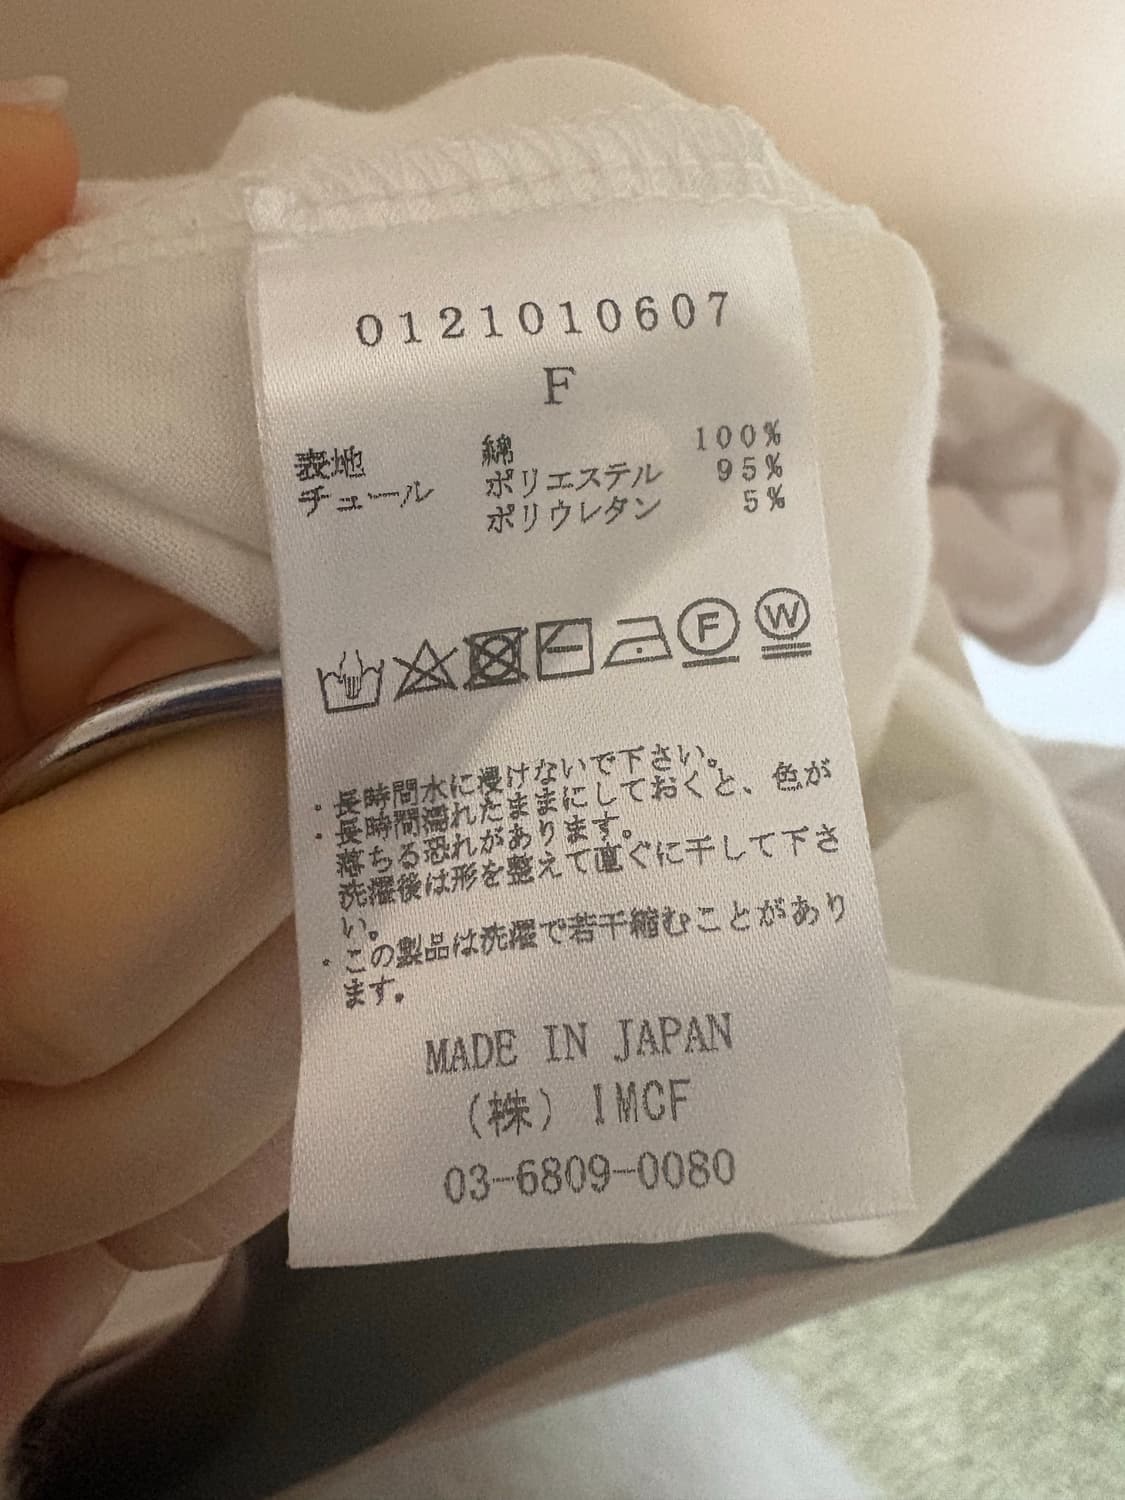 0121010607
F
表地 綿 100%
チュール ポリエステル 95%
ポリウレタン 5%
F W
・長時間水に浸けないで下さい。
・長時間濡れたままにしておくと、色が
落ちる恐れがあります。
洗濯後は形を整えて直ぐに干して下さ
い。
・この製品は洗濯で若干縮むことがあり
ます。
MADE IN JAPAN
(株) IMCF
03-6809-0080